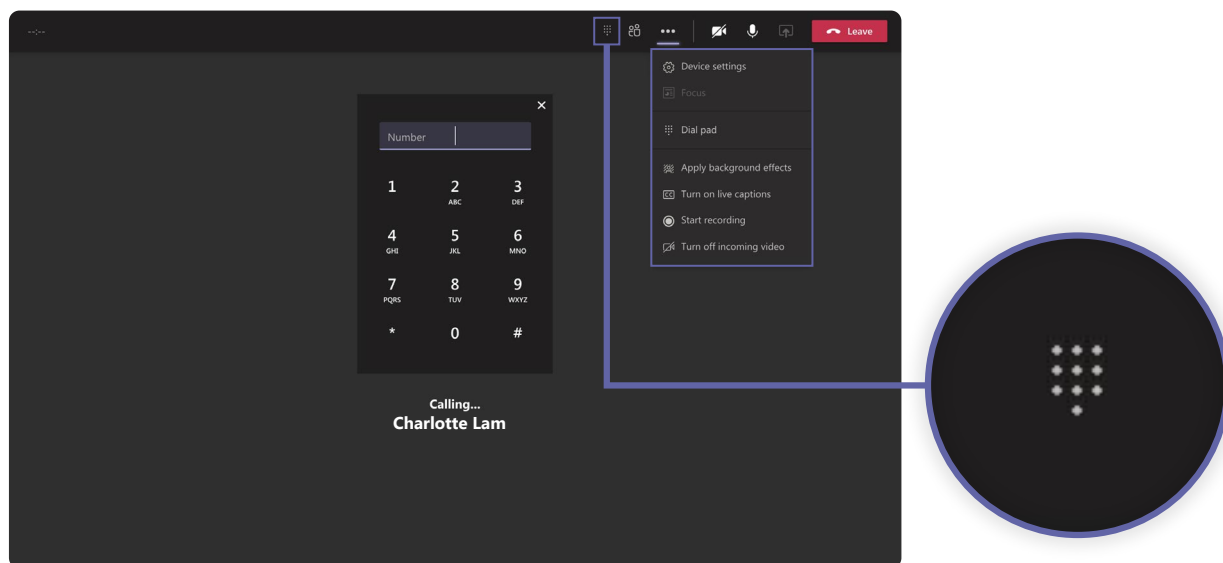 --:--
Leave
Device settings
Focus
Dial pad
Apply background effects
CC Turn on live captions
Start recording
Turn off incoming video
Number
1 2 3
ABC DEF
4 5 6
GHI JKL MNO
7 8 9
PQRS TUV WXYZ
* 0 #
Calling...
Charlotte Lam